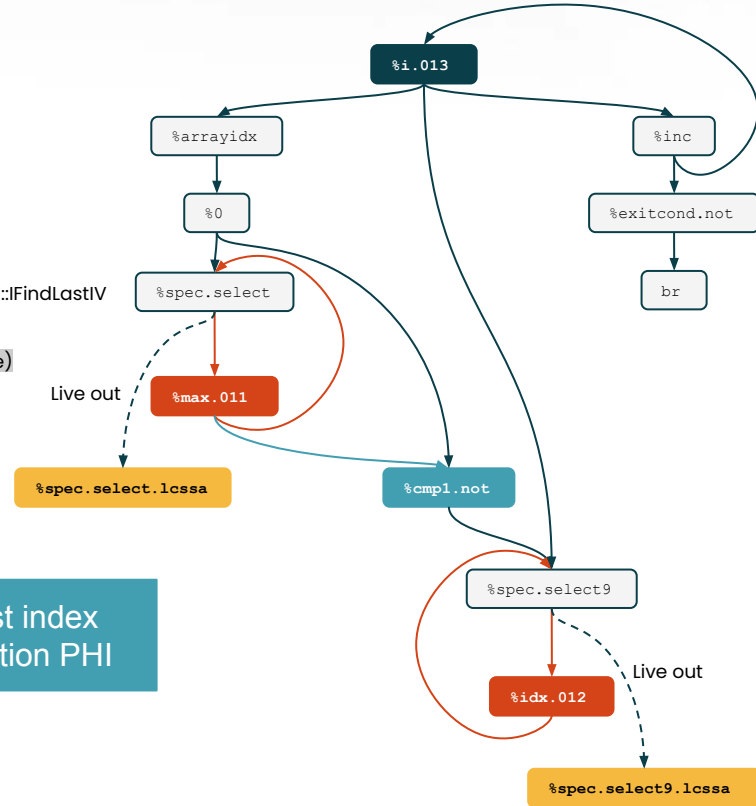 %i.013
%arrayidx
%inc
%0
%exitcond.not
::IFindLastIV
%spec.select
br
e)
Live out
%max.011
%spec.select.lcssa
%cmp1.not
%spec.select9
st index
tion PHI
Live out
%idx.012
%spec.select9.lcssa